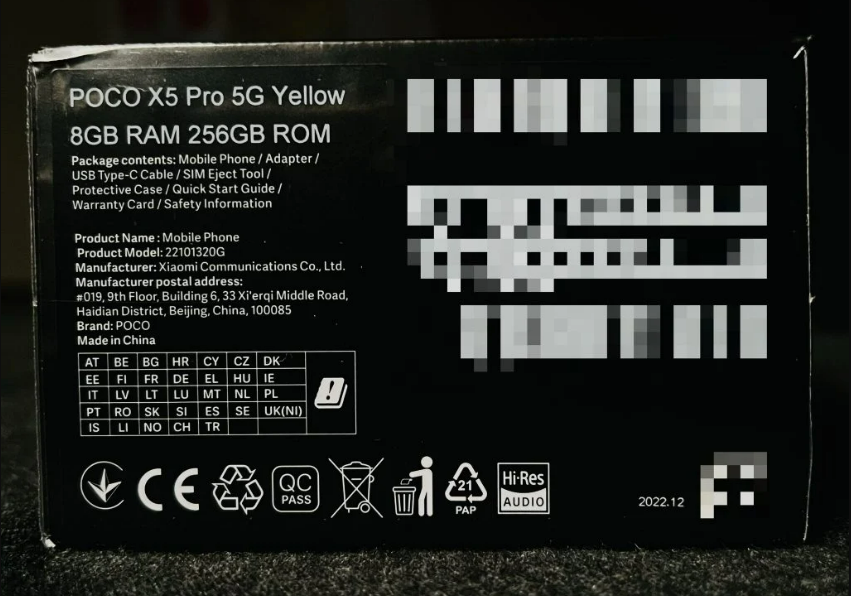 POCO X5 Pro 5G Yellow
8GB RAM 256GB ROM
Package contents: Mobile Phone / Adapter /
USB Type-C Cable / SIM Eject Tool /
Protective Case / Quick Start Guide /
Warranty Card / Safety Information
Product Name : Mobile Phone
Product Model: 22101320G
Manufacturer: Xiaomi Communications Co., Ltd.
Manufacturer postal address:
#019, 9th Floor, Building 6, 33 Xi'erqi Middle Road,
Haidian District, Beijing, China, 100085
Brand: POCO
Made in China
AT BE BG HR CY CZ DK
EE FI FR DE EL HU IE
IT LV LT LU MT NL PL
PT RO SK SI ES SE UK(NI)
IS LI NO CH TR
CE
QC
PASS
21
PAP
Hi-Res
AUDIO
2022.12